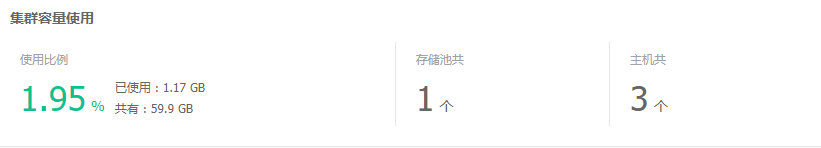 集群容量使用
使用比例
1.95 %
已使用：1.17 GB
共有：59.9 GB
存储池共
1 个
主机共
3 个